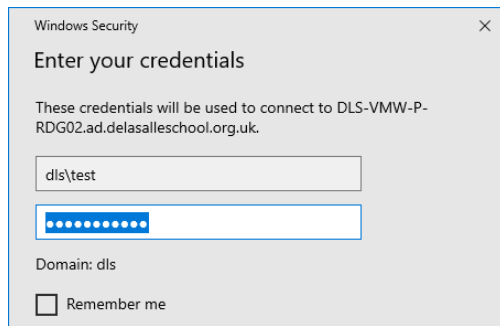 Windows Security
Enter your credentials
These credentials will be used to connect to DLS-VMW-P-
RDG02.ad.delasalleschool.org.uk.
dls\test
●●●●●●●●●●●
Domain: dls
Remember me